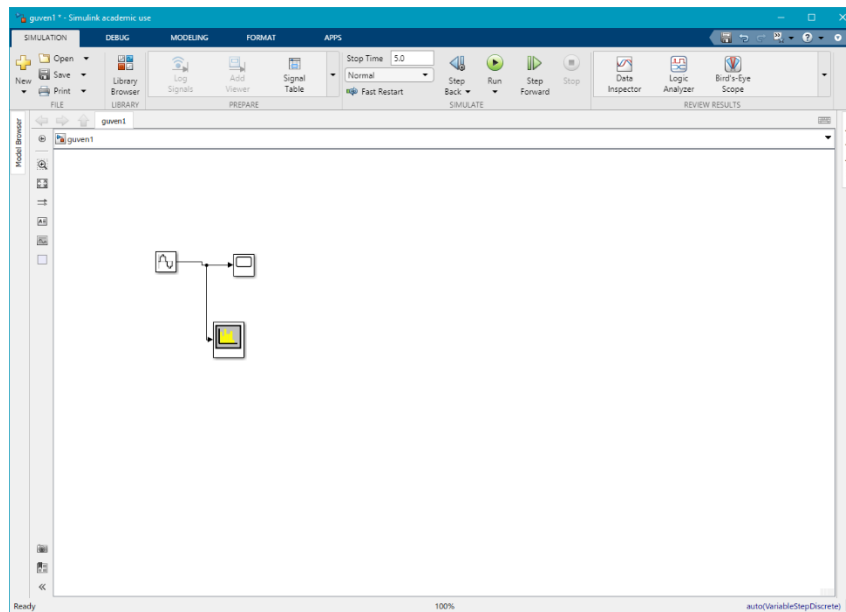 guven1 * - Simulink academic use
SIMULATION DEBUG MODELING FORMAT APPS
New
Open
Save
Print
FILE
Library Browser
LIBRARY
Log Signals
Add Viewer
Signal Table
PREPARE
Stop Time 5.0
Normal
Fast Restart
Step Back
Run
Step Forward
Stop
SIMULATE
Data Inspector
Logic Analyzer
Bird's-Eye Scope
REVIEW RESULTS
Model Browser
guven1
guven1
Ready 100% auto(VariableStepDiscrete)